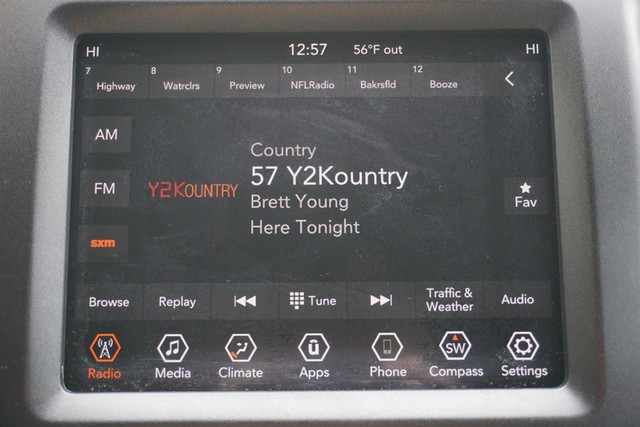 HI 12:57 56°F out HI
7 8 9 10 11 12
Highway Watrclrs Preview NFLRadio Bakrsfld Booze
AM
Country
57 Y2Kountry
FM
Y2KOUNTRY
Brett Young
Fav
Here Tonight
sxm
Browse Replay Tune Traffic & Weather Audio
û SW
Radio Media Climate Apps Phone Compass Settings